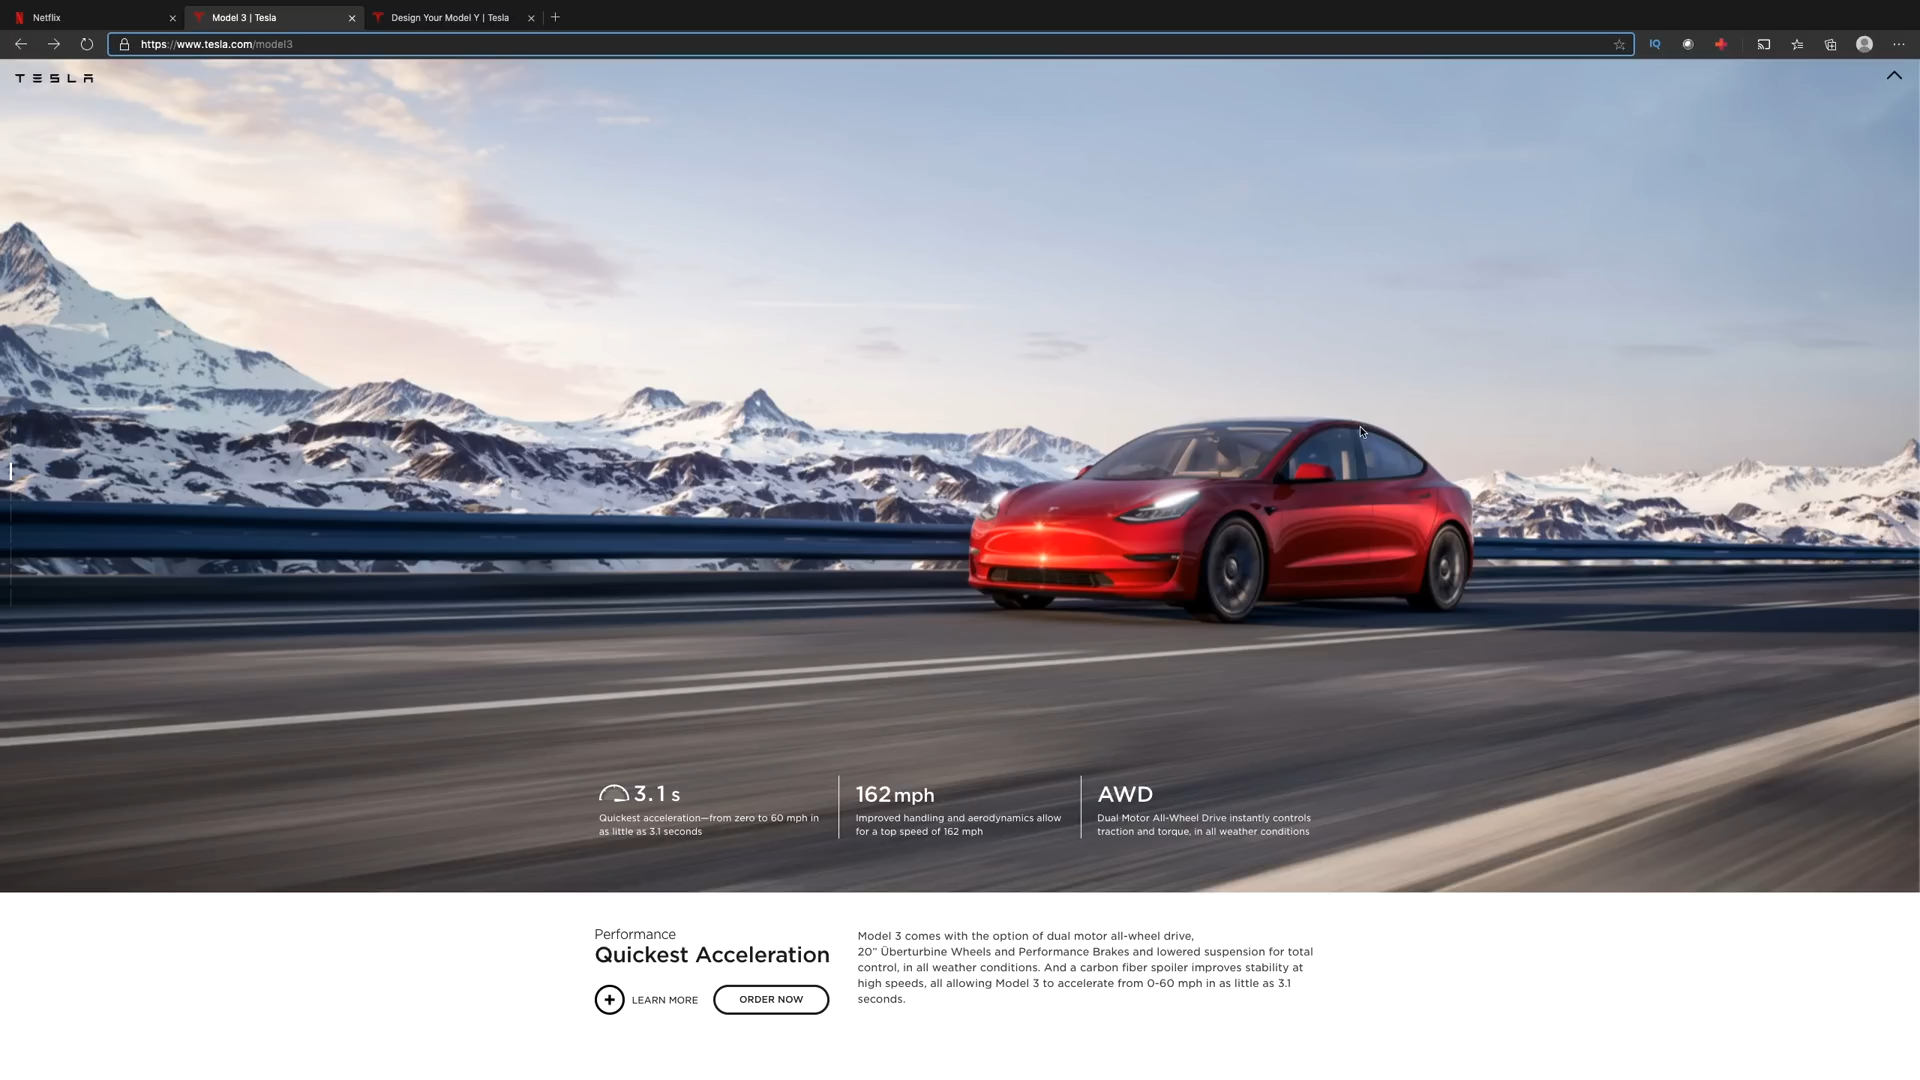 Netflix
Model 3 | Tesla
Design Your Model Y | Tesla
https://www.tesla.com/model3
IQ
TESLA
3.1 s
Quickest acceleration—from zero to 60 mph in
as little as 3.1 seconds
162 mph
Improved handling and aerodynamics allow
for a top speed of 162 mph
AWD
Dual Motor All-Wheel Drive instantly controls
traction and torque, in all weather conditions
Performance
Quickest Acceleration
LEARN MORE
ORDER NOW
Model 3 comes with the option of dual motor all-wheel drive,
20” Überturbine Wheels and Performance Brakes and lowered suspension for total
control, in all weather conditions. And a carbon fiber spoiler improves stability at
high speeds, all allowing Model 3 to accelerate from 0-60 mph in as little as 3.1
seconds.